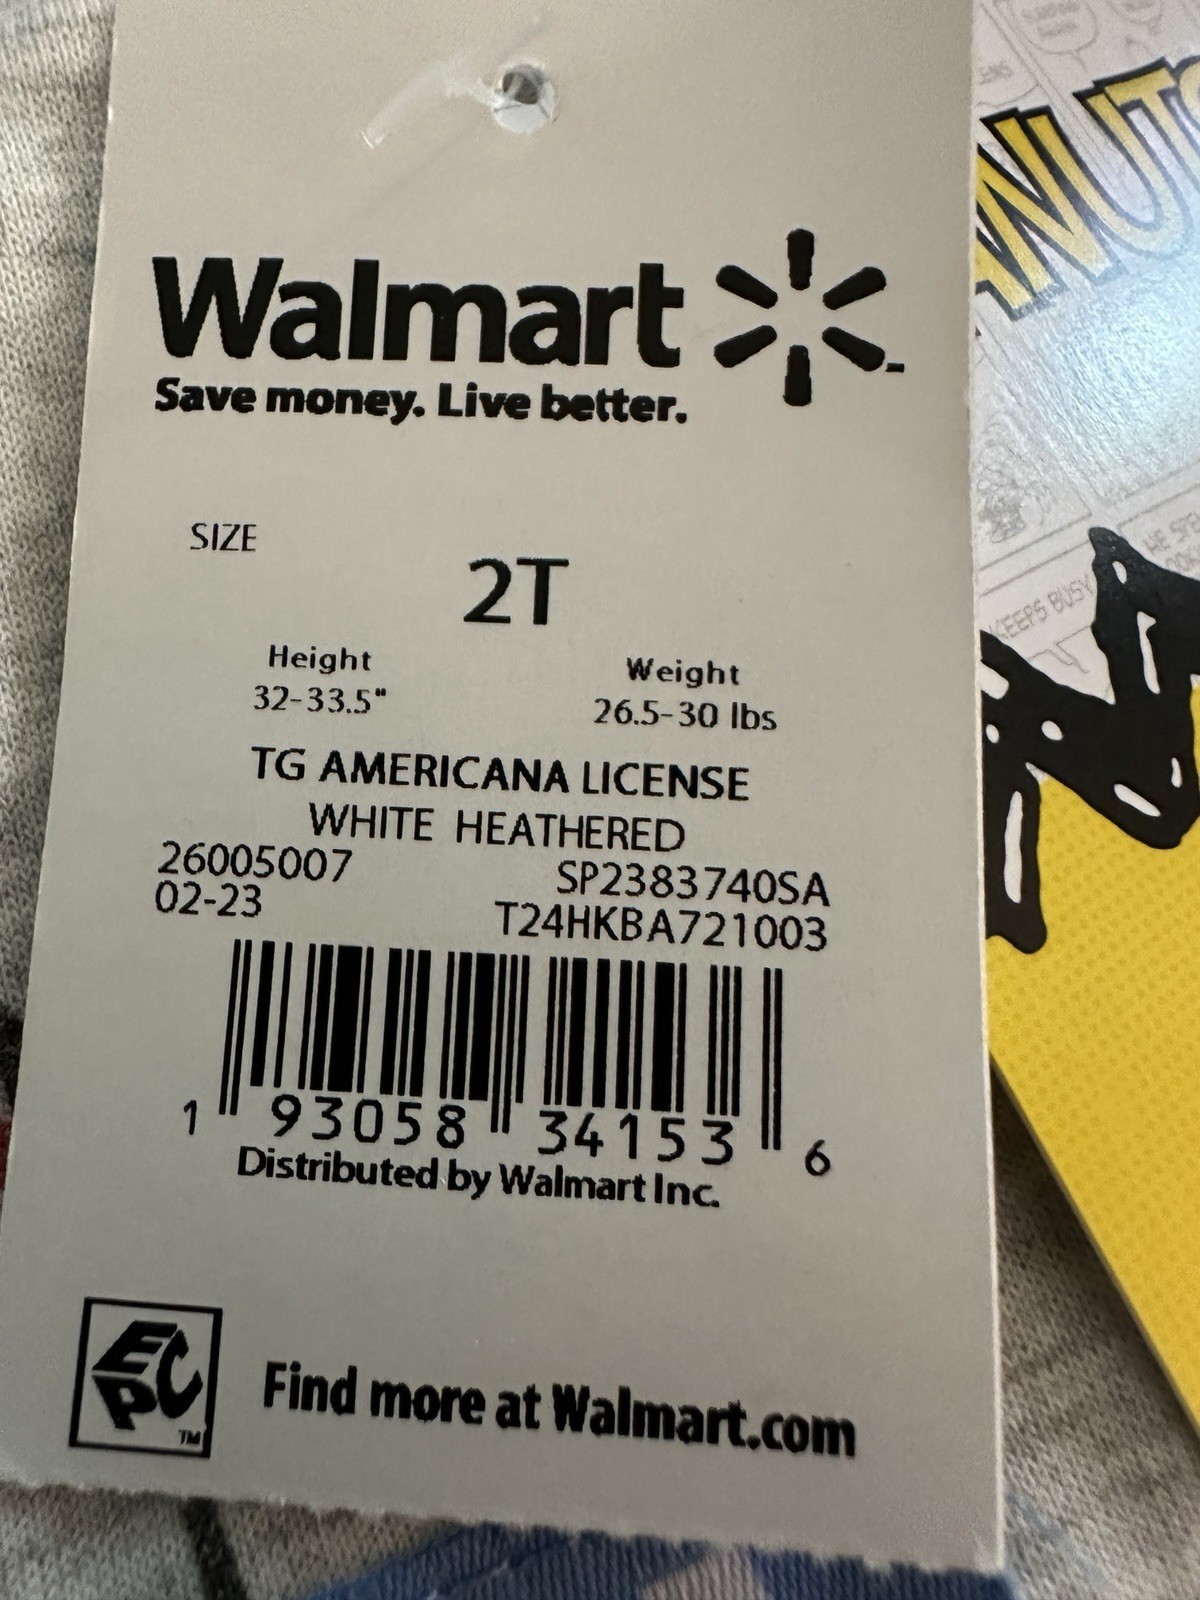 Walmart
Save money. Live better.
SIZE
2T
Height Weight
32-33.5" 26.5-30 lbs
TG AMERICANA LICENSE
WHITE HEATHERED
26005007 SP2383740SA
02-23 T24HKBA721003
1 93058 34153 6
Distributed by Walmart Inc.
EPC
TM
Find more at Walmart.com
ANUTS
KEEPS BUSY